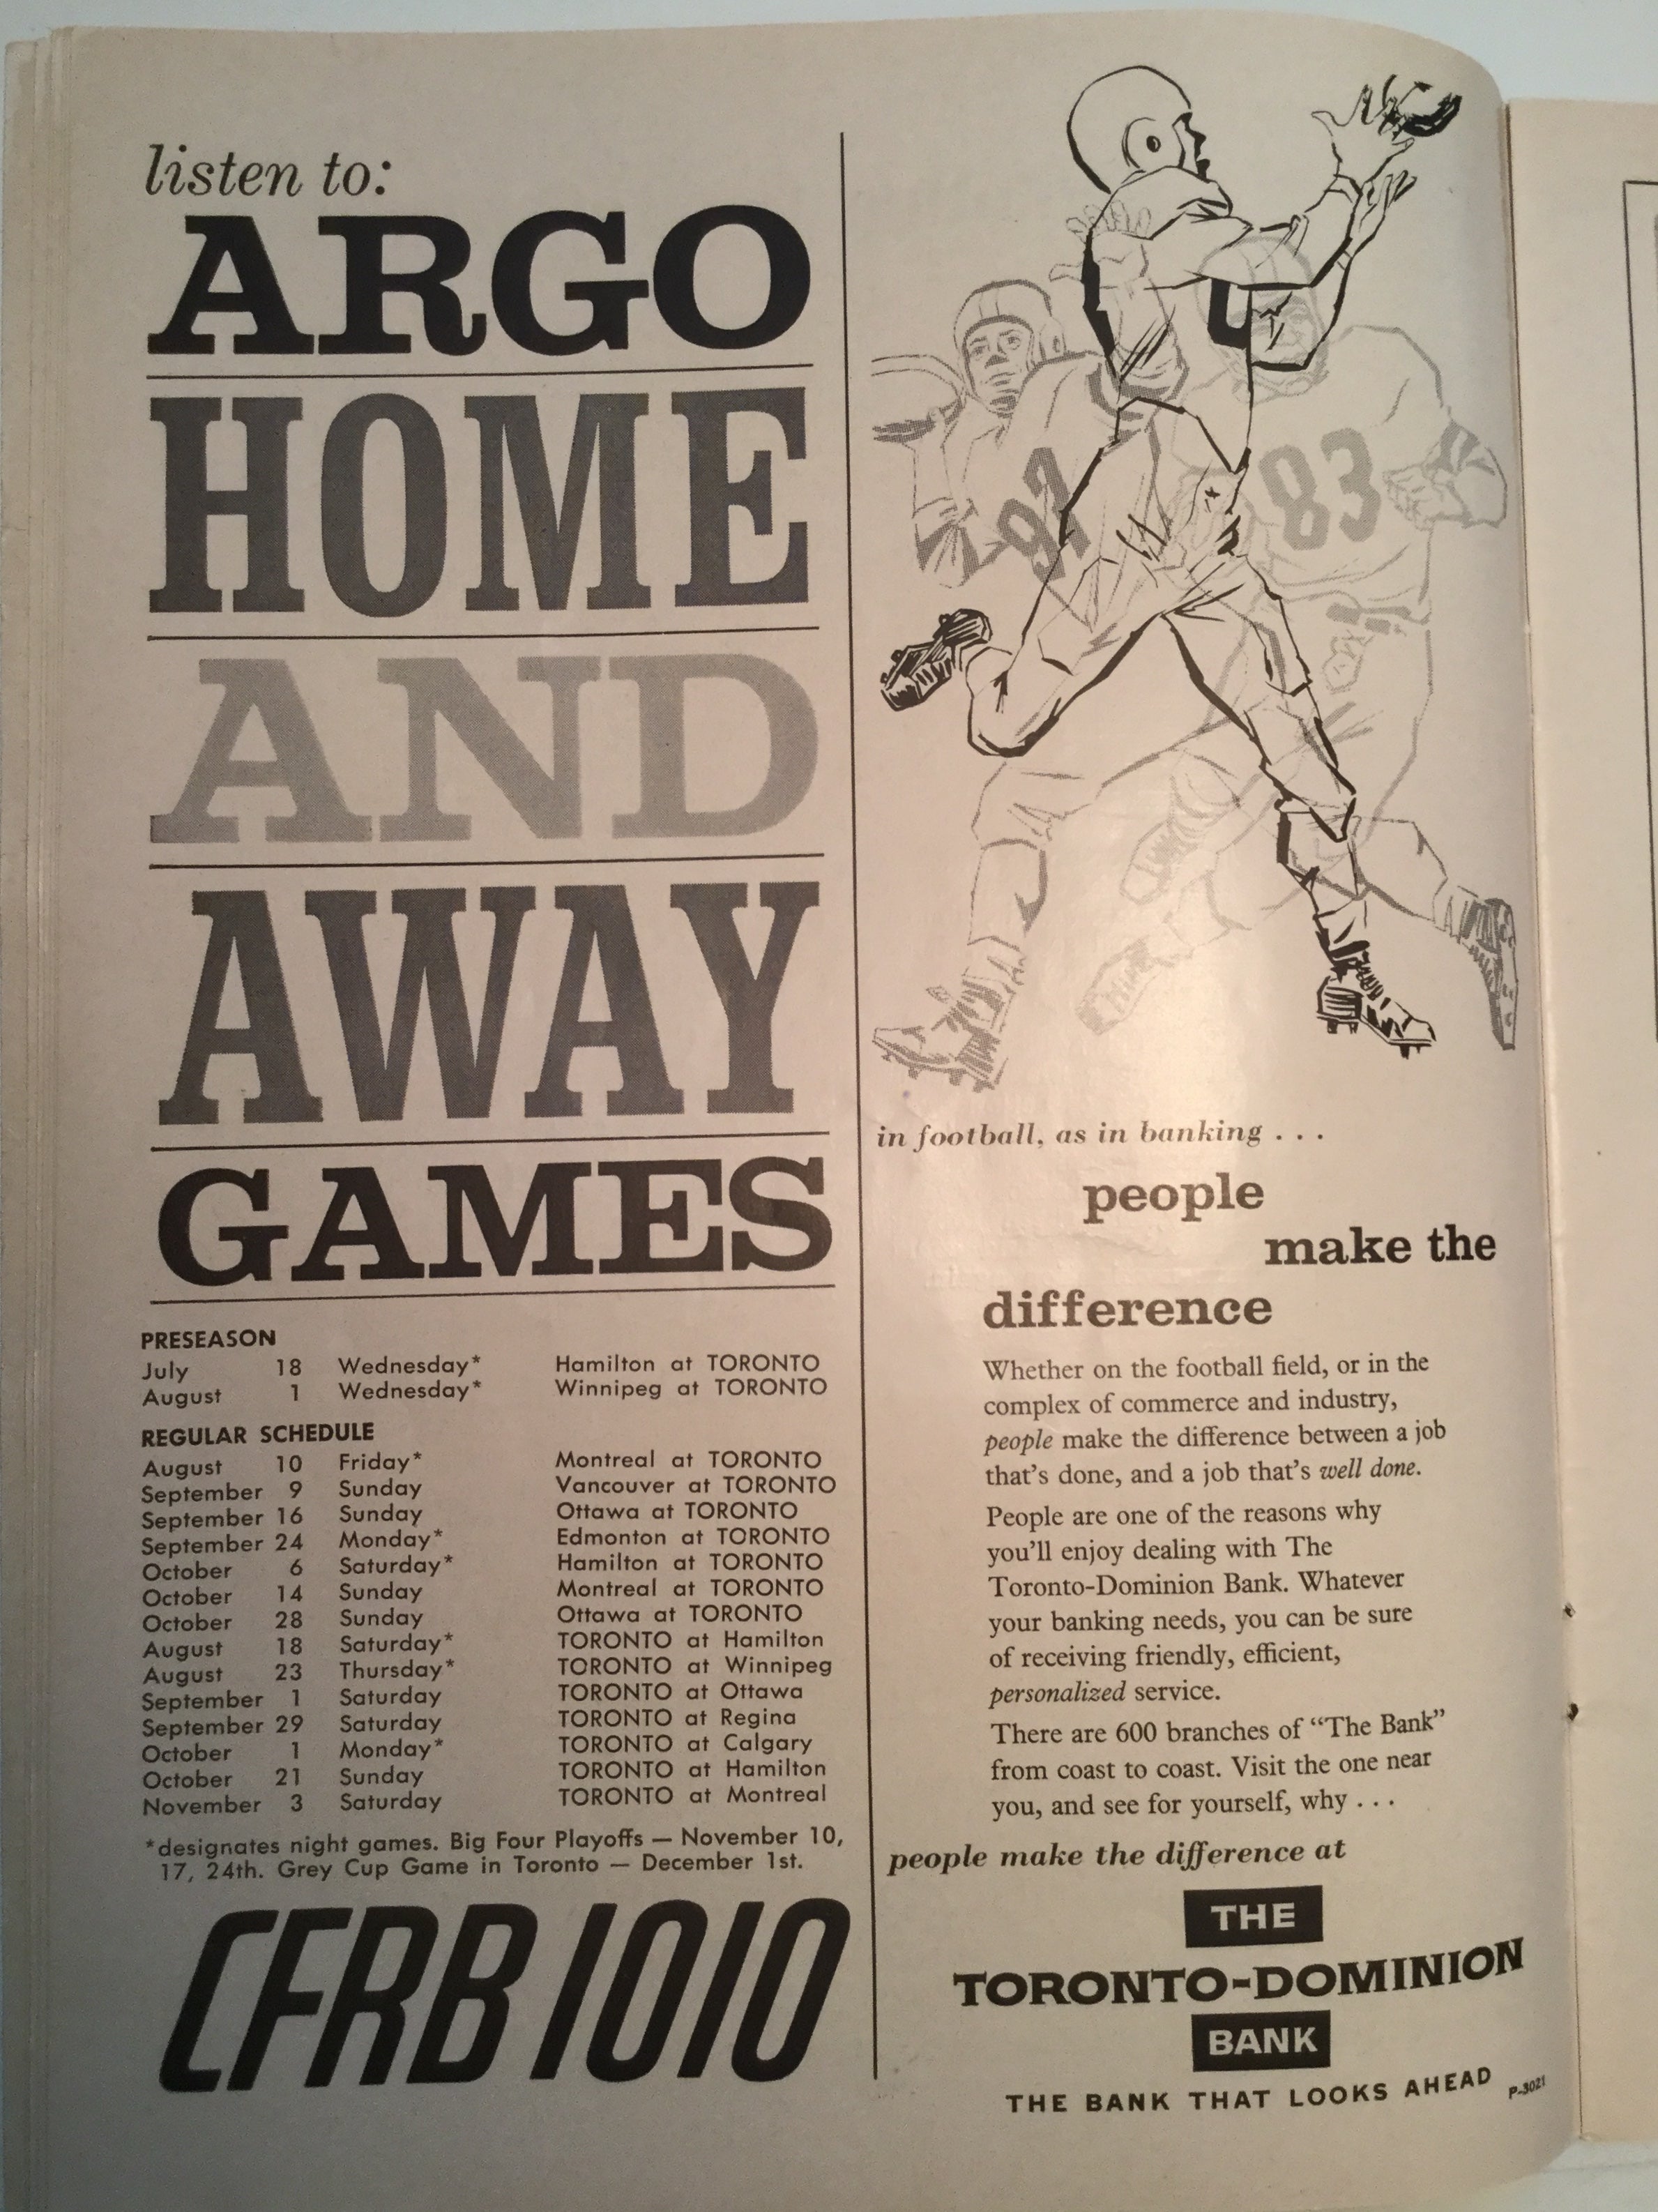 listen to:
ARGO
HOME
AND
AWAY
GAMES
PRESEASON
July 18 Wednesday* Hamilton at TORONTO
August 1 Wednesday* Winnipeg at TORONTO
REGULAR SCHEDULE
August 10 Friday* Montreal at TORONTO
September 9 Sunday Vancouver at TORONTO
September 16 Sunday Ottawa at TORONTO
September 24 Monday* Edmonton at TORONTO
October 6 Saturday* Hamilton at TORONTO
October 14 Sunday Montreal at TORONTO
October 28 Sunday Ottawa at TORONTO
August 18 Saturday* TORONTO at Hamilton
August 23 Thursday* TORONTO at Winnipeg
September 1 Saturday TORONTO at Ottawa
September 29 Saturday TORONTO at Regina
October 1 Monday* TORONTO at Calgary
October 21 Sunday TORONTO at Hamilton
November 3 Saturday TORONTO at Montreal
*designates night games. Big Four Playoffs — November 10,
17, 24th. Grey Cup Game in Toronto — December 1st.
CFRB 1010
97
83
in football, as in banking . . .
people
make the
difference
Whether on the football field, or in the
complex of commerce and industry,
people make the difference between a job
that's done, and a job that's well done.
People are one of the reasons why
you'll enjoy dealing with The
Toronto-Dominion Bank. Whatever
your banking needs, you can be sure
of receiving friendly, efficient,
personalized service.
There are 600 branches of “The Bank”
from coast to coast. Visit the one near
you, and see for yourself, why . . .
people make the difference at
THE
TORONTO-DOMINION
BANK
THE BANK THAT LOOKS AHEAD
P-3021